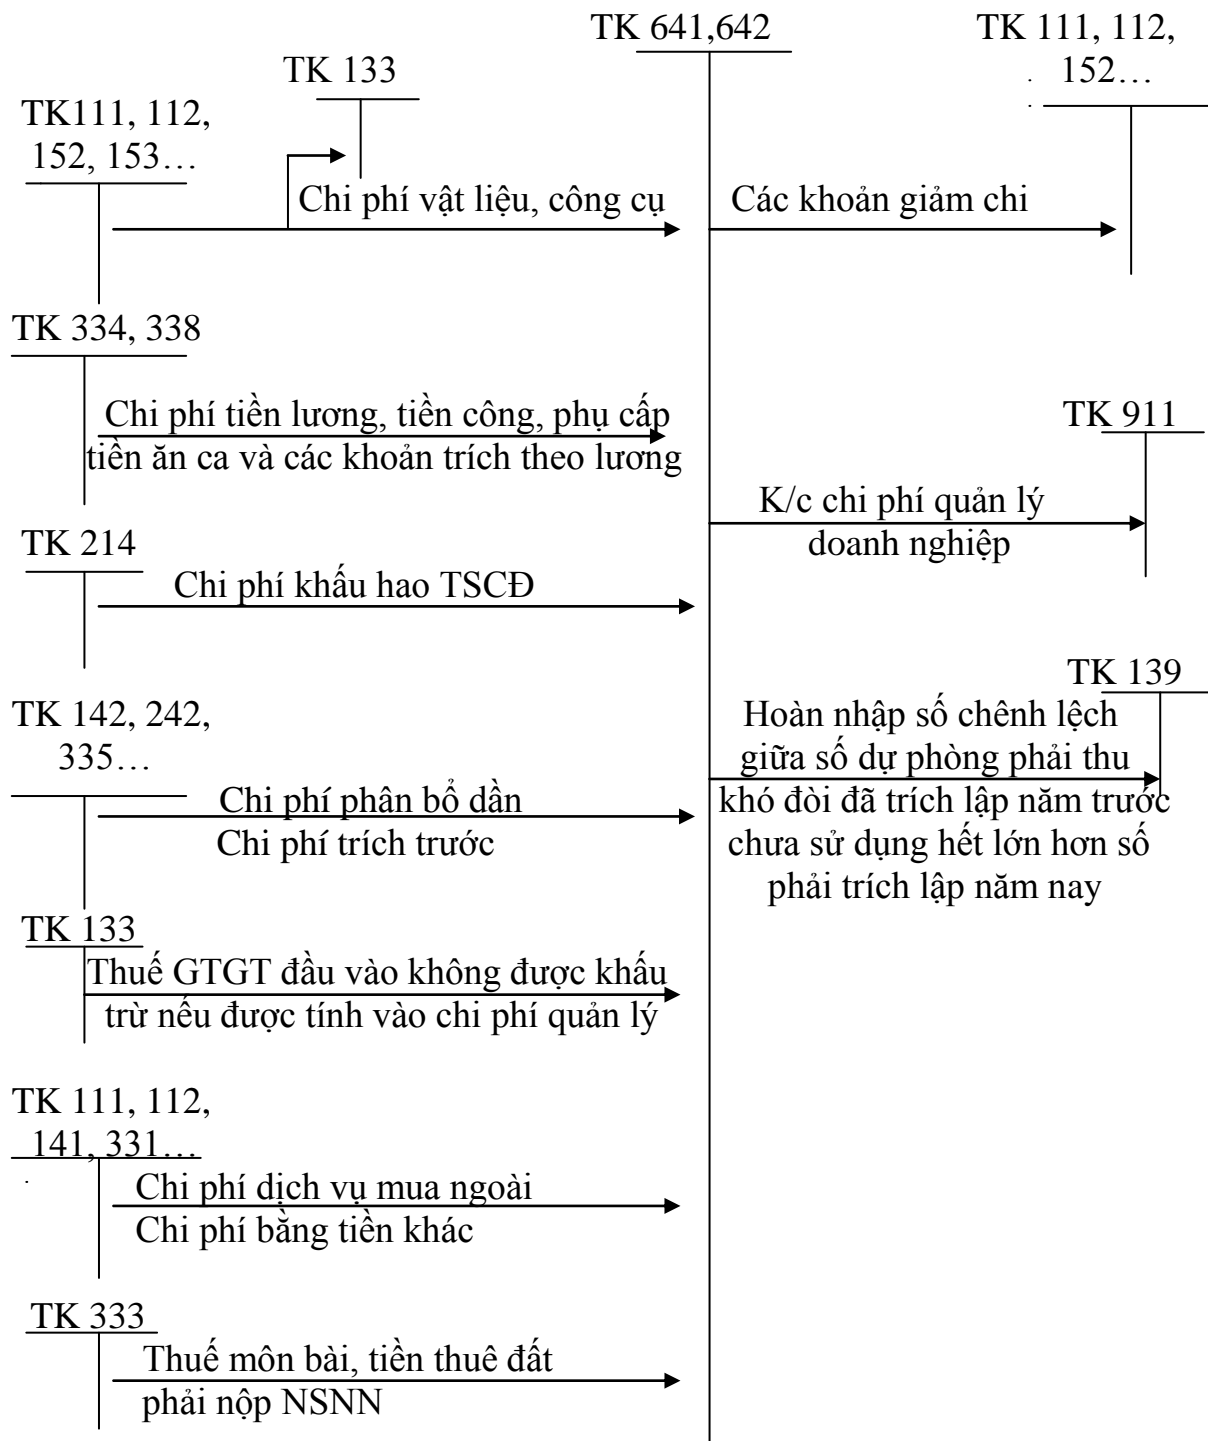 TK 641,642
TK 111, 112,
152…
TK 133
TK111, 112,
152, 153…
Chi phí vật liệu, công cụ
Các khoản giảm chi
TK 334, 338
Chi phí tiền lương, tiền công, phụ cấp
tiền ăn ca và các khoản trích theo lương
TK 911
K/c chi phí quản lý
doanh nghiệp
TK 214
Chi phí khấu hao TSCĐ
TK 139
TK 142, 242,
335…
Hoàn nhập số chênh lệch
giữa số dự phòng phải thu
khó đòi đã trích lập năm trước
chưa sử dụng hết lớn hơn số
phải trích lập năm nay
Chi phí phân bổ dần
Chi phí trích trước
TK 133
Thuế GTGT đầu vào không được khấu
trừ nếu được tính vào chi phí quản lý
TK 111, 112,
141, 331…
Chi phí dịch vụ mua ngoài
Chi phí bằng tiền khác
TK 333
Thuế môn bài, tiền thuê đất
phải nộp NSNN